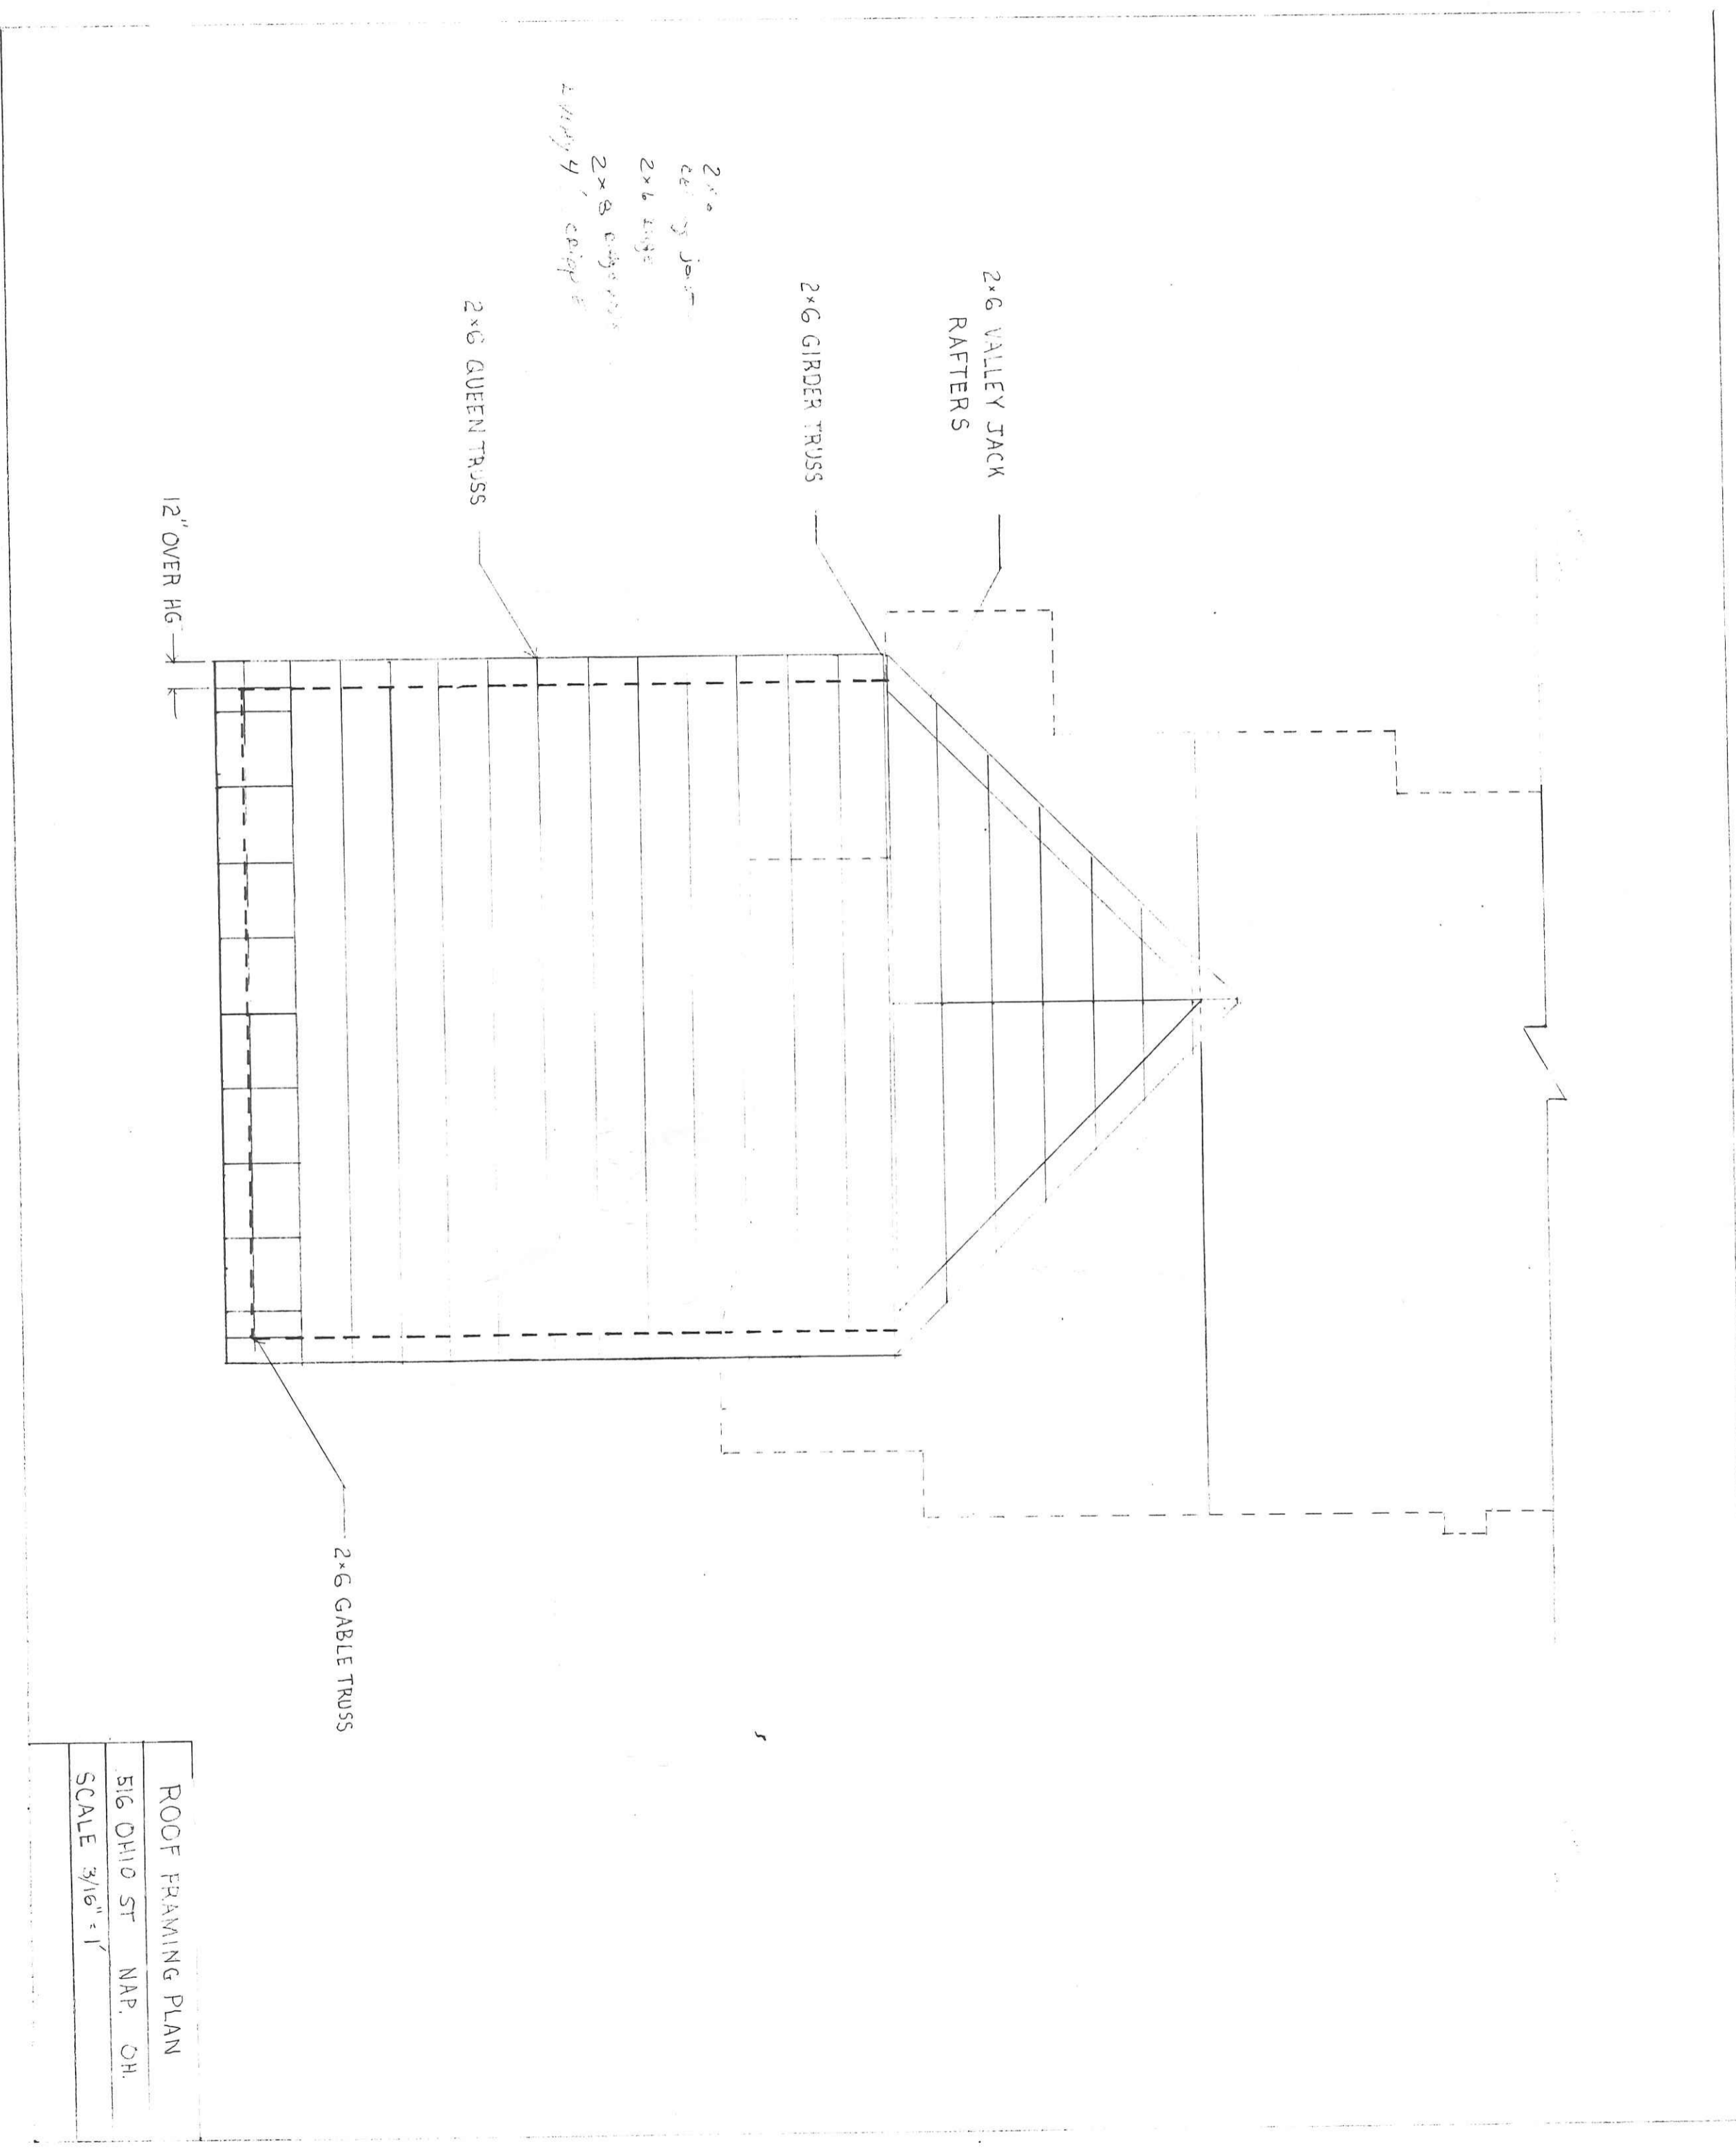 2×6 VALLEY JACK
RAFTERS
2×6 GIRDER TRUSS
2×6
2×8
4'
2×6 QUEEN TRUSS
12" OVER HG
2×6 GABLE TRUSS
ROOF FRAMING PLAN
516 OHIO ST NAP. OH.
SCALE 3/16" = 1'